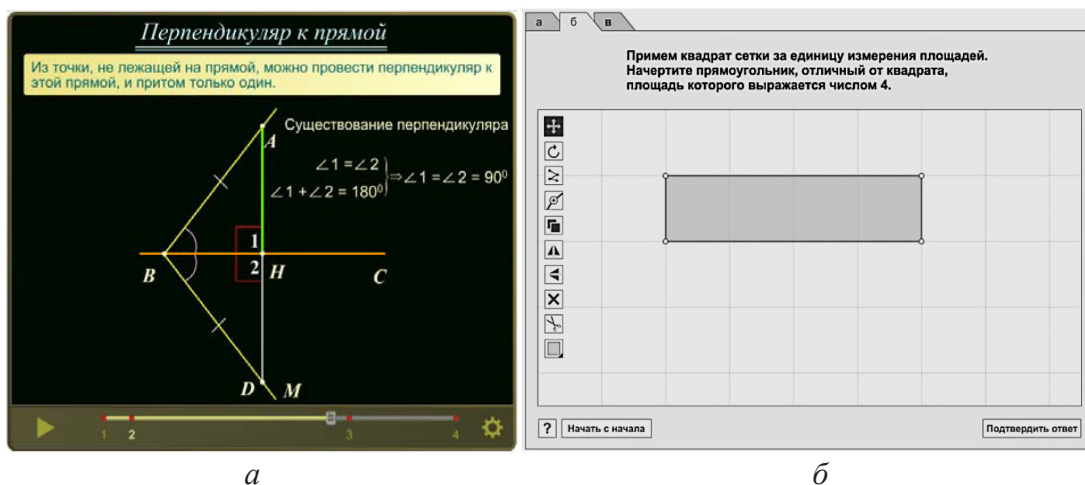 Перпендикуляр к прямой
Из точки, не лежащей на прямой, можно провести перпендикуляр к
этой прямой, и притом только один.
A
Существование перпендикуляра
∠1 = ∠2
∠1 + ∠2 = 180⁰
⇒ ∠1 = ∠2 = 90⁰
1
2
B
H
C
D
M
1
2
3
4
а
а
б
в
Примем квадрат сетки за единицу измерения площадей.
Начертите прямоугольник, отличный от квадрата,
площадь которого выражается числом 4.
?
Начать с начала
Подтвердить ответ
б